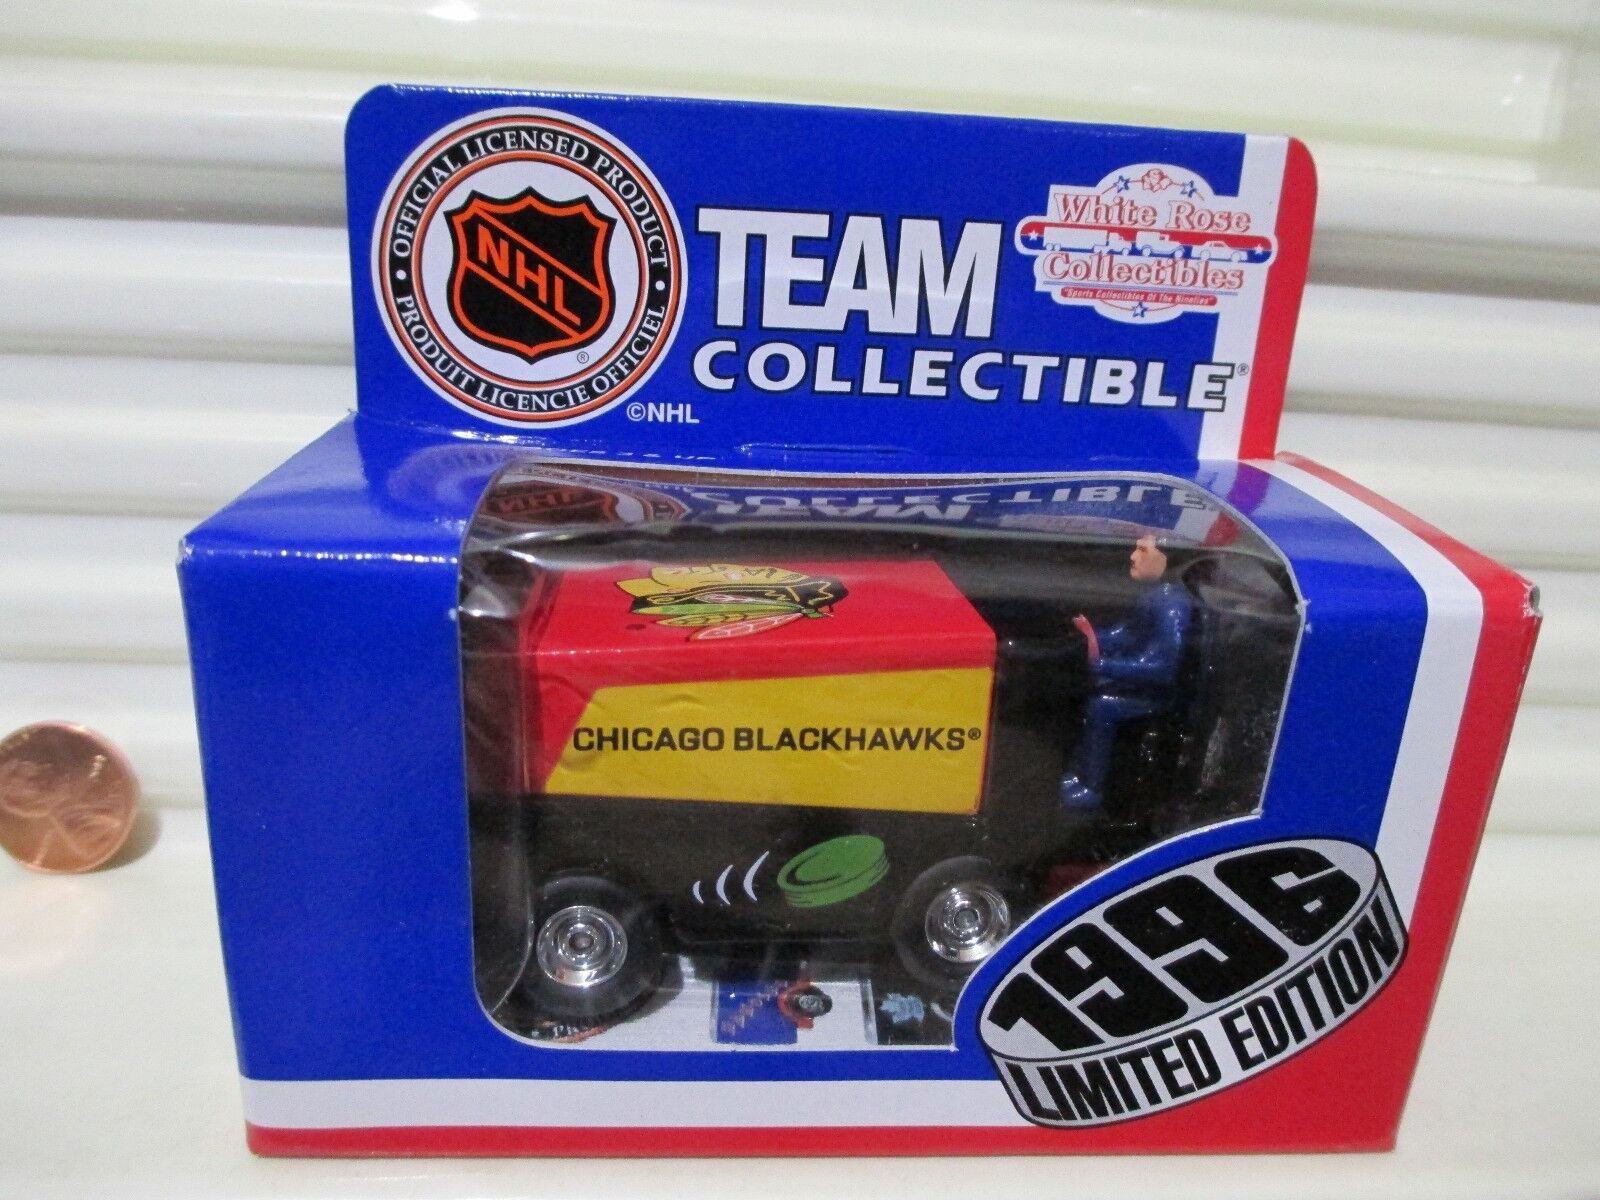 OFFICIAL LICENSED PRODUCT
PRODUIT LICENCIE OFFICIEL
NHL
®
©NHL
TEAM
COLLECTIBLE®
White Rose
Collectibles
"Sports Collectibles Of The Nineties"
CHICAGO BLACKHAWKS®
1996
LIMITED EDITION